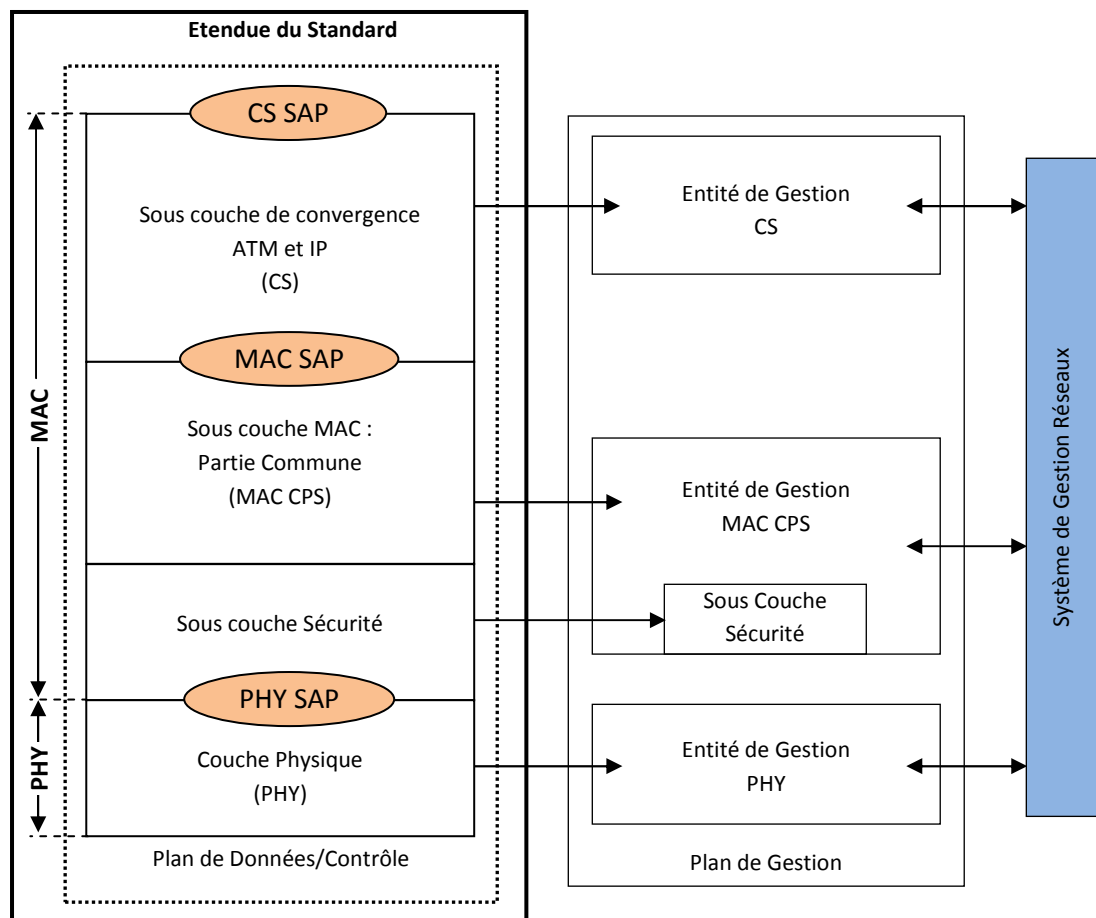 Etendue du Standard
CS SAP
Sous couche de convergence
ATM et IP
(CS)
MAC SAP
Sous couche MAC :
Partie Commune
(MAC CPS)
Sous couche Sécurité
PHY SAP
Couche Physique
(PHY)
Plan de Données/Contrôle
MAC
PHY
Entité de Gestion
CS
Entité de Gestion
MAC CPS
Sous Couche
Sécurité
Entité de Gestion
PHY
Plan de Gestion
Système de Gestion Réseaux